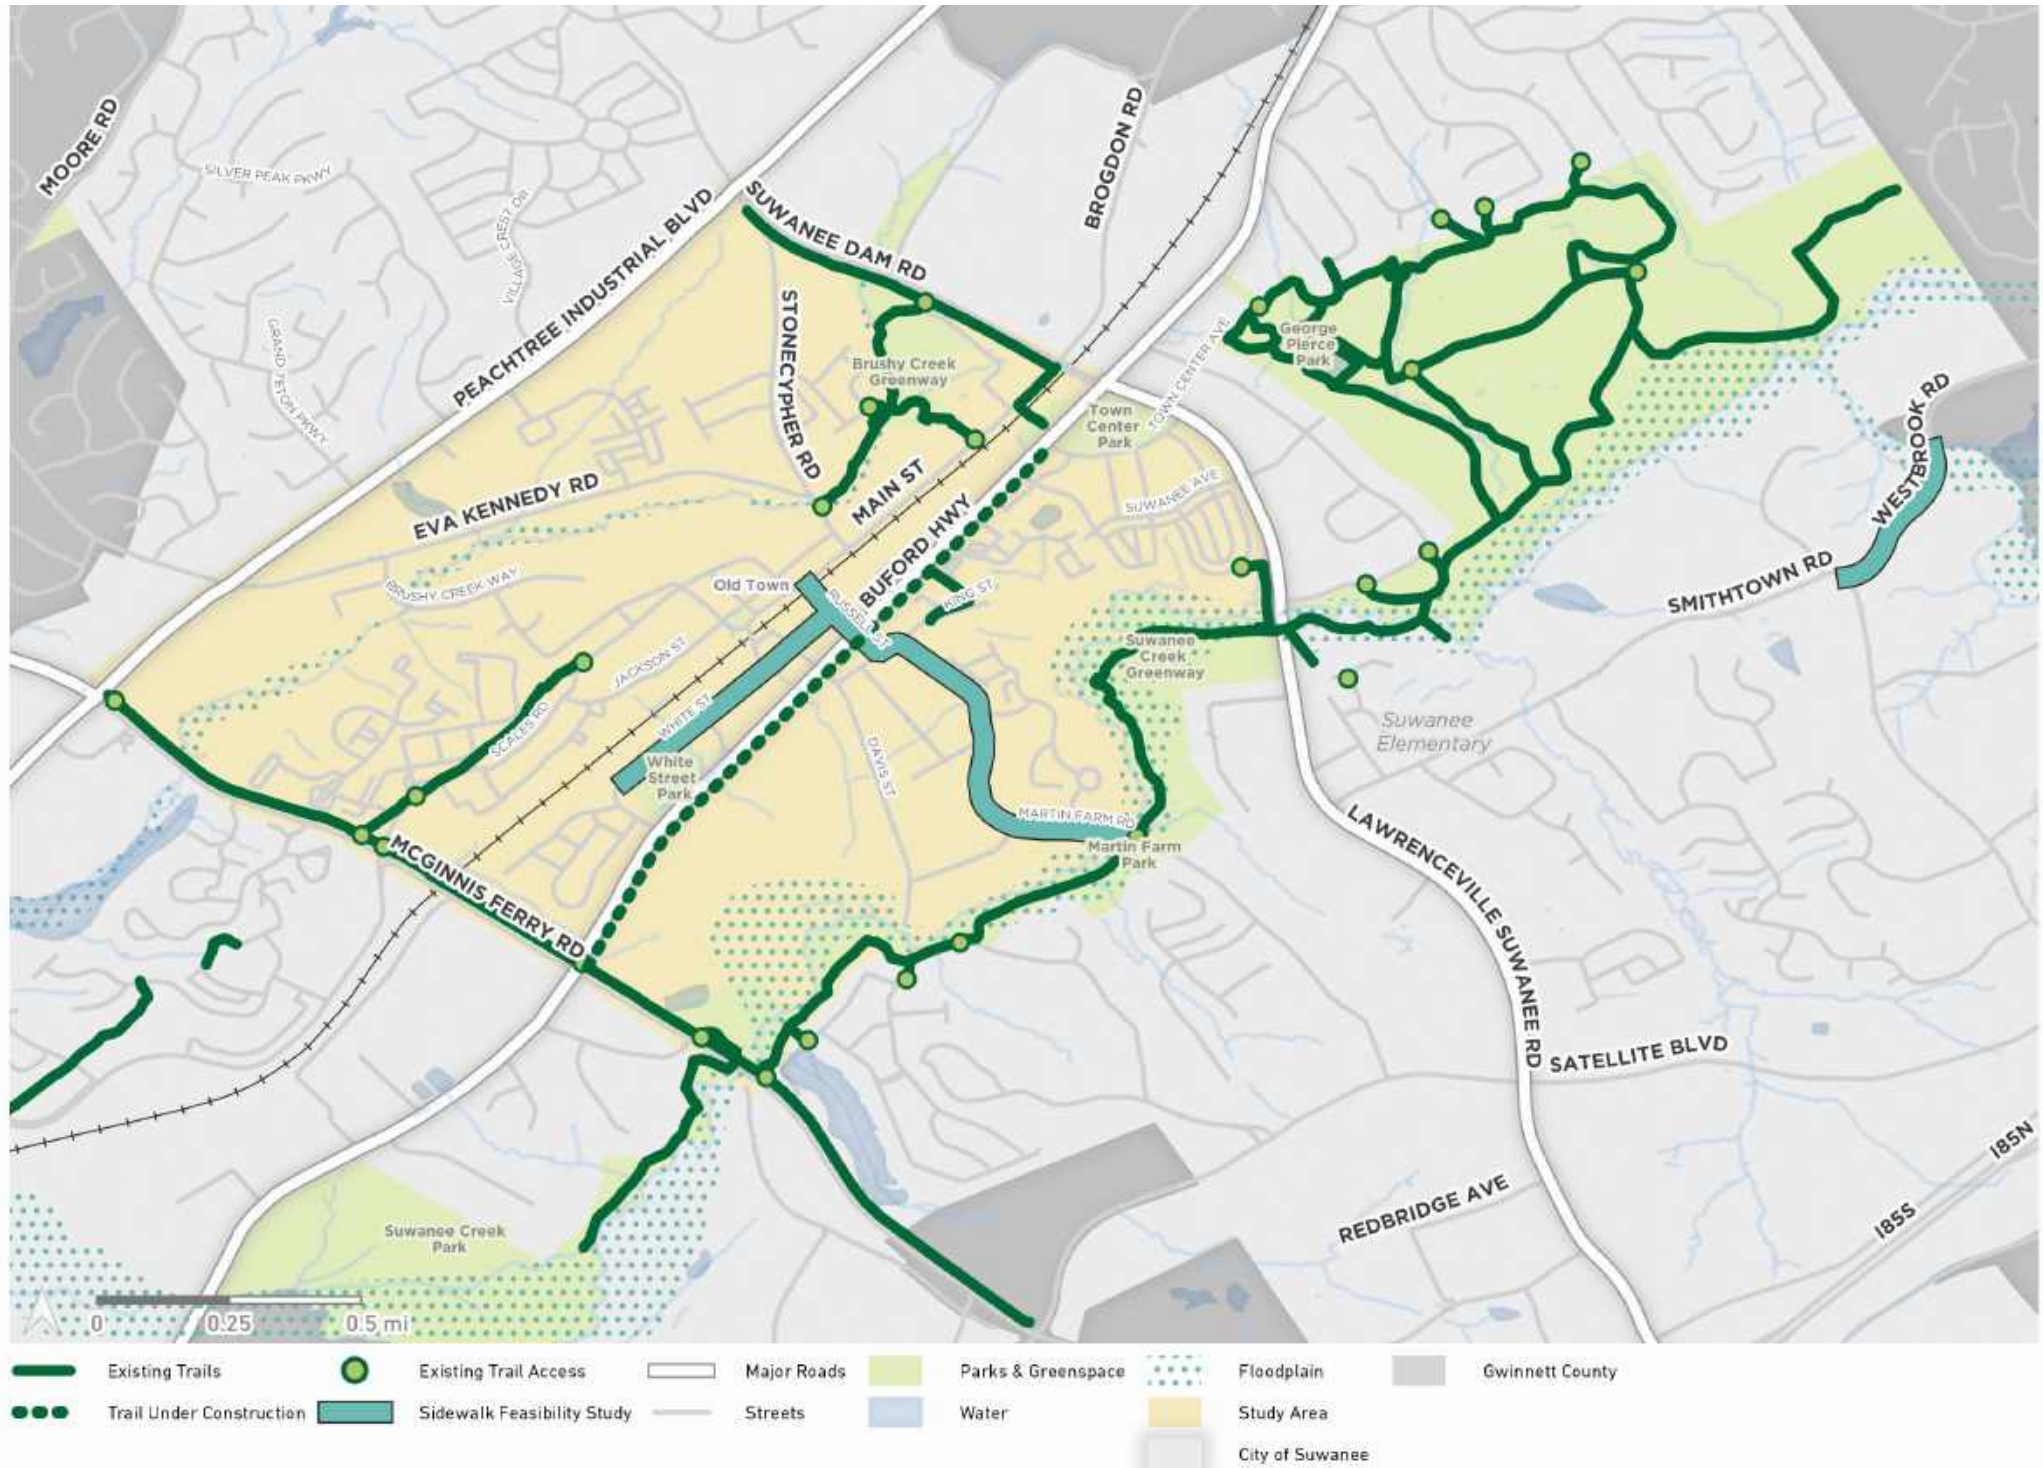 MOORE RD
SILVER PEAK PKWY
VILLAGE CREST DR
GRAND TETON PKWY
PEACHTREE INDUSTRIAL BLVD
SUWANEE DAM RD
BROGDON RD
STONECYPHER RD
Brushy Creek
Greenway
TOWN CENTER AVE
George
Pierce
Park
Town
Center
Park
EVA KENNEDY RD
MAIN ST
BUFORD HWY
SUWANEE AVE
WESTBROOK RD
SMITHTOWN RD
BRUSHY CREEK WAY
Old Town
RUSSELL ST
KING ST
JACKSON ST
Suwanee
Creek
Greenway
SCALES RD
WHITE ST
White
Street
Park
DAVIS ST
Suwanee
Elementary
MARTIN FARM RD
Martin Farm
Park
MCGINNIS FERRY RD
LAWRENCEVILLE SUWANEE RD
SATELLITE BLVD
I85N
I85S
REDBRIDGE AVE
Suwanee Creek
Park
0 0.25 0.5 mi
Existing Trails Existing Trail Access Major Roads Parks & Greenspace Floodplain Gwinnett County
Trail Under Construction Sidewalk Feasibility Study Streets Water Study Area
City of Suwanee